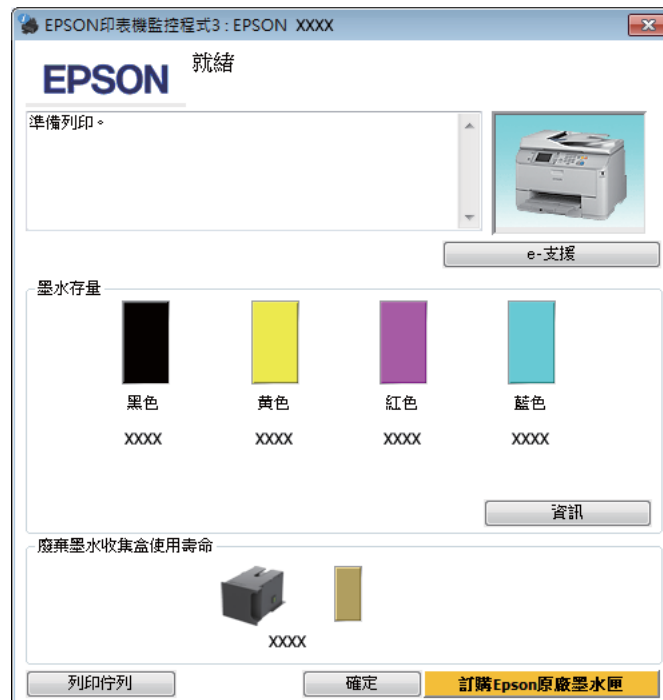 EPSON印表機監控程式3 : EPSON XXXX
EPSON
就緒
準備列印。
e-支援
墨水存量
黑色 黃色 紅色 藍色
XXXX XXXX XXXX XXXX
資訊
廢棄墨水收集盒使用壽命
XXXX
列印佇列 確定 訂購Epson原廠墨水匣